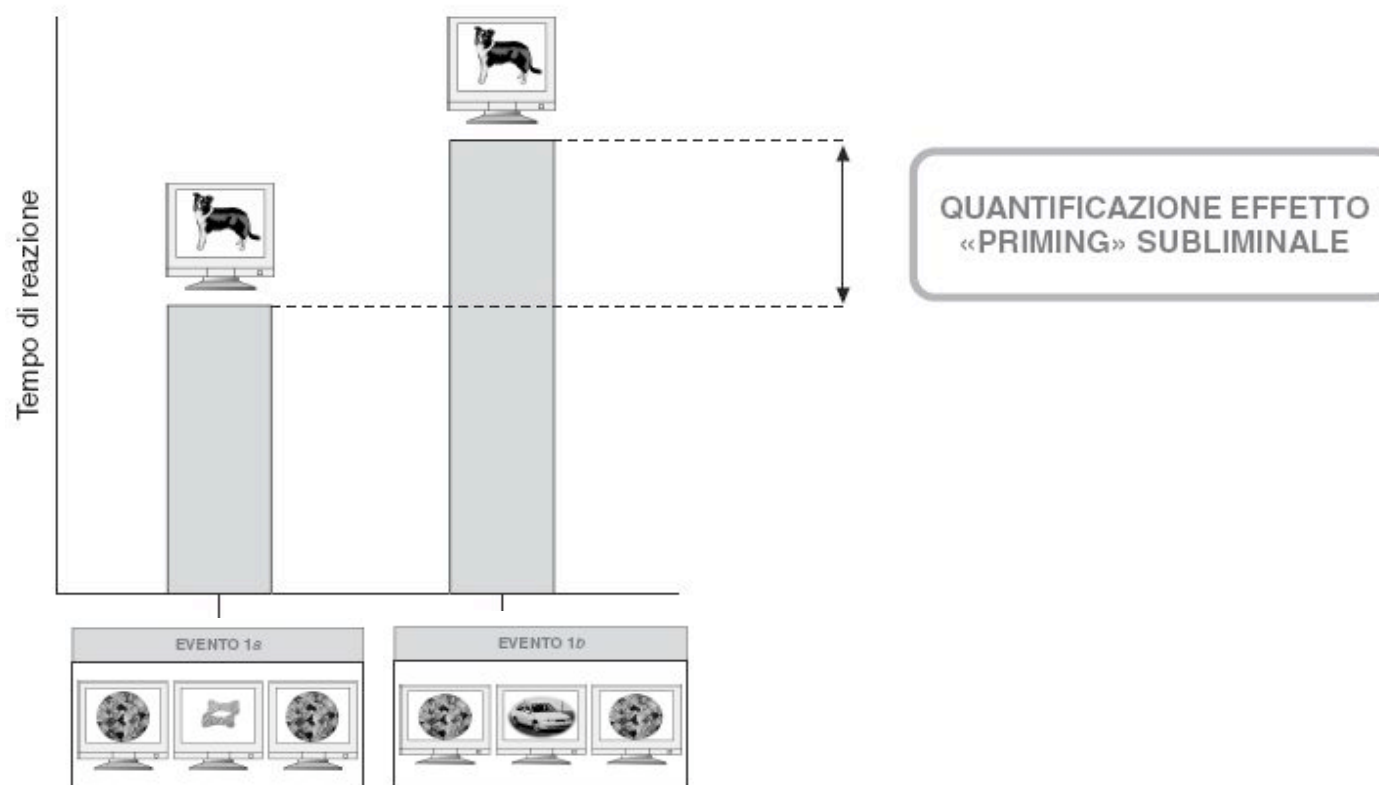 Tempo di reazione
QUANTIFICAZIONE EFFETTO
«PRIMING» SUBLIMINALE
EVENTO 1a
EVENTO 1b